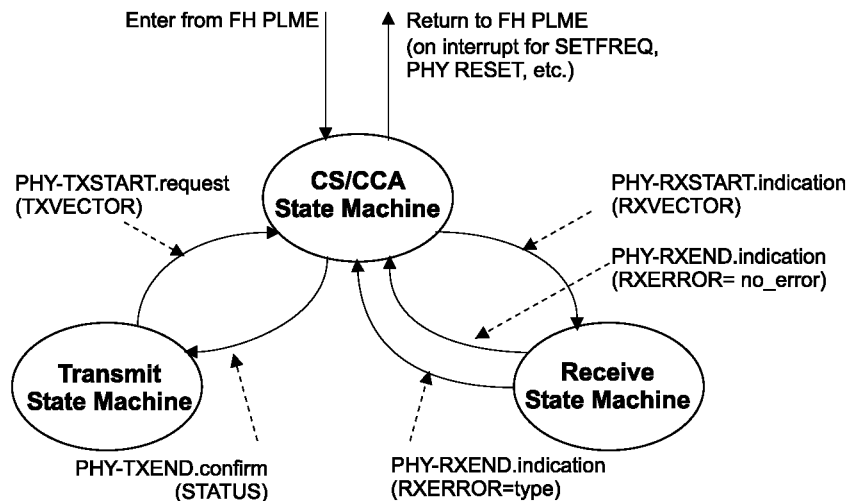 Enter from FH PLME
Return to FH PLME
(on interrupt for SETFREQ,
PHY RESET, etc.)
CS/CCA
State Machine
PHY-TXSTART.request
(TXVECTOR)
PHY-RXSTART.indication
(RXVECTOR)
PHY-RXEND.indication
(RXERROR= no_error)
Transmit
State Machine
Receive
State Machine
PHY-TXEND.confirm
(STATUS)
PHY-RXEND.indication
(RXERROR=type)